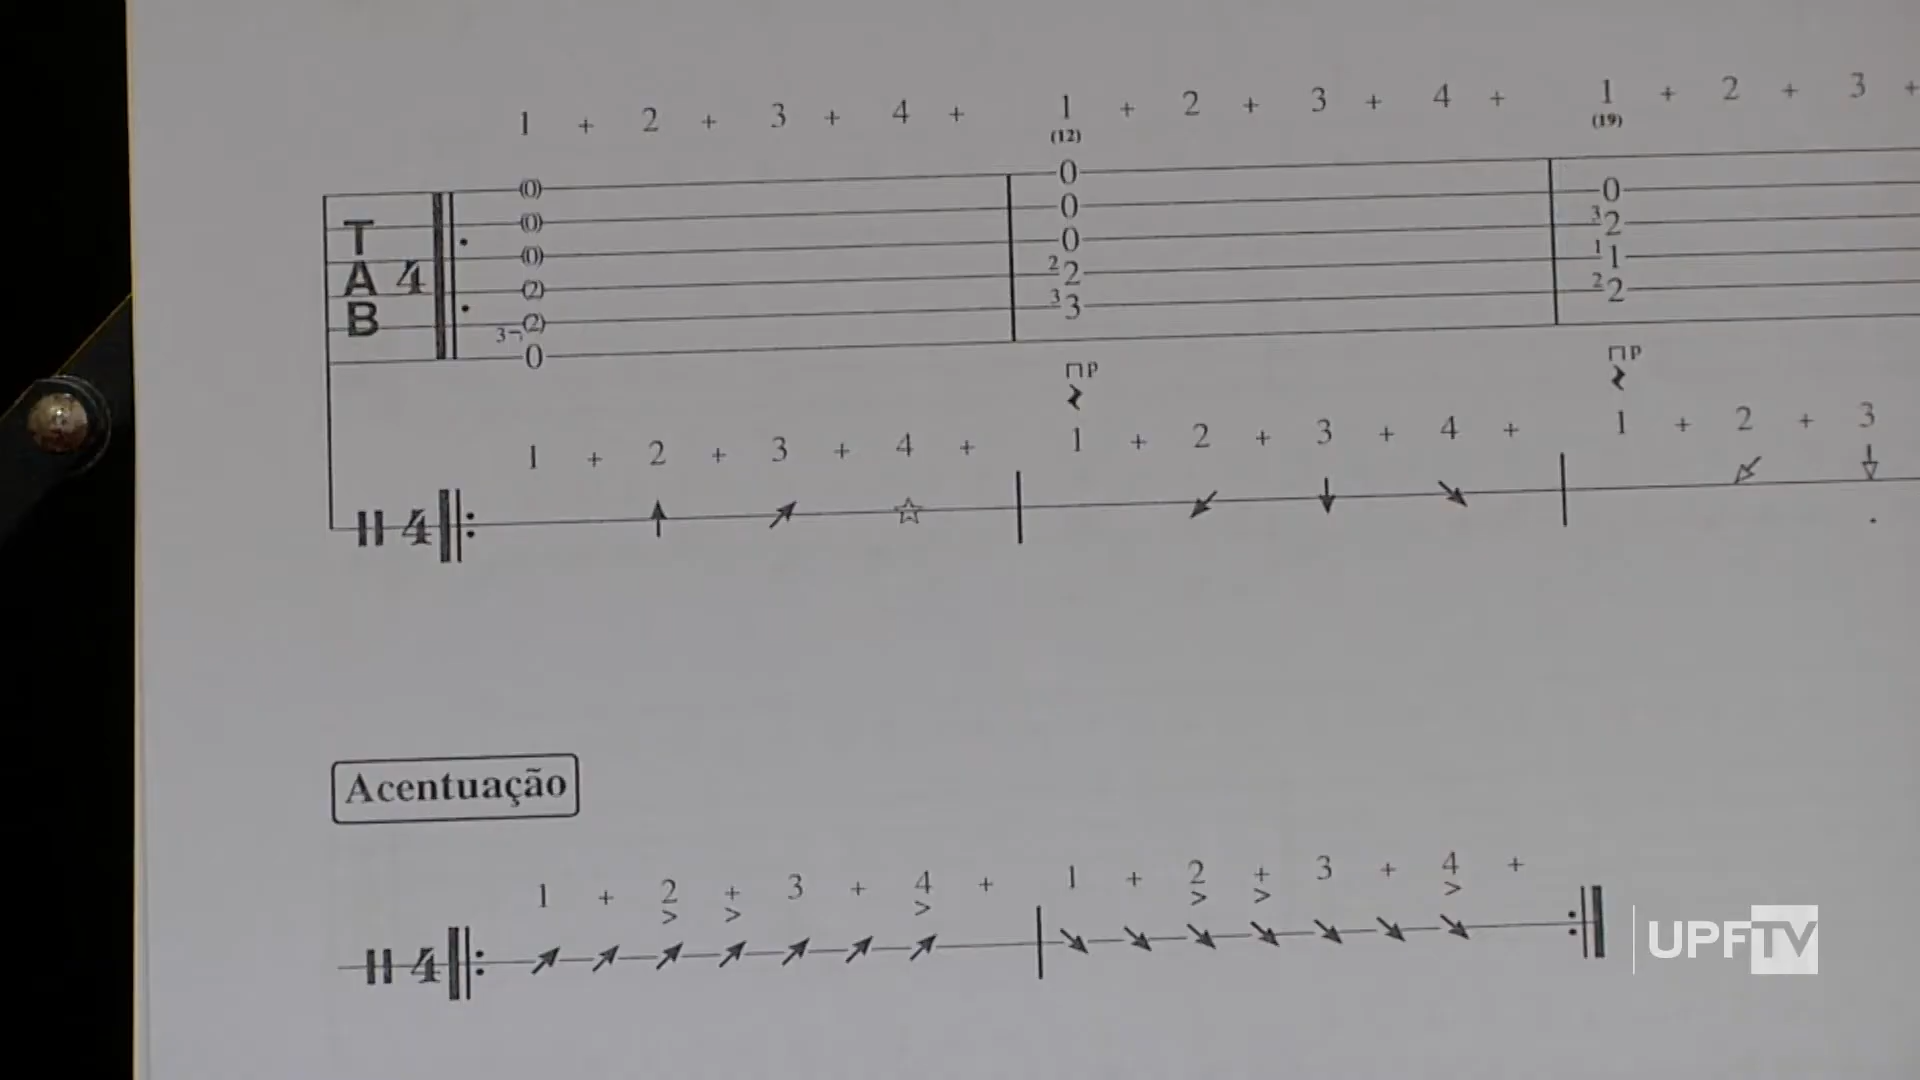 1 + 2 + 3 + 4 + 1 + 2 + 3 + 4 + 1 + 2 + 3 +
(12) (19)
T A B 4
(0) 0
(0) 0 0
(0) 0 3 2
(2) 2 2 1 1
3 (2) 3 3 2 2
0
⊓P ⊓P
1 + 2 + 3 + 4 + 1 + 2 + 3 + 4 + 1 + 2 + 3
4
Acentuação
1 + 2 + 3 + 4 + 1 + 2 + 3 + 4 +
> > > > > >
4
UPFTV